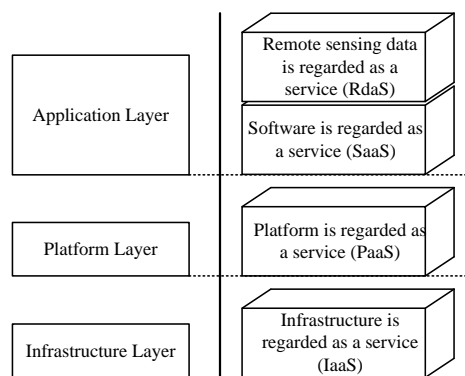 Application Layer
Remote sensing data
is regarded as a
service (RdaS)
Software is regarded as
a service (SaaS)
Platform Layer
Platform is regarded as
a service (PaaS)
Infrastructure Layer
Infrastructure is
regarded as a service
(IaaS)